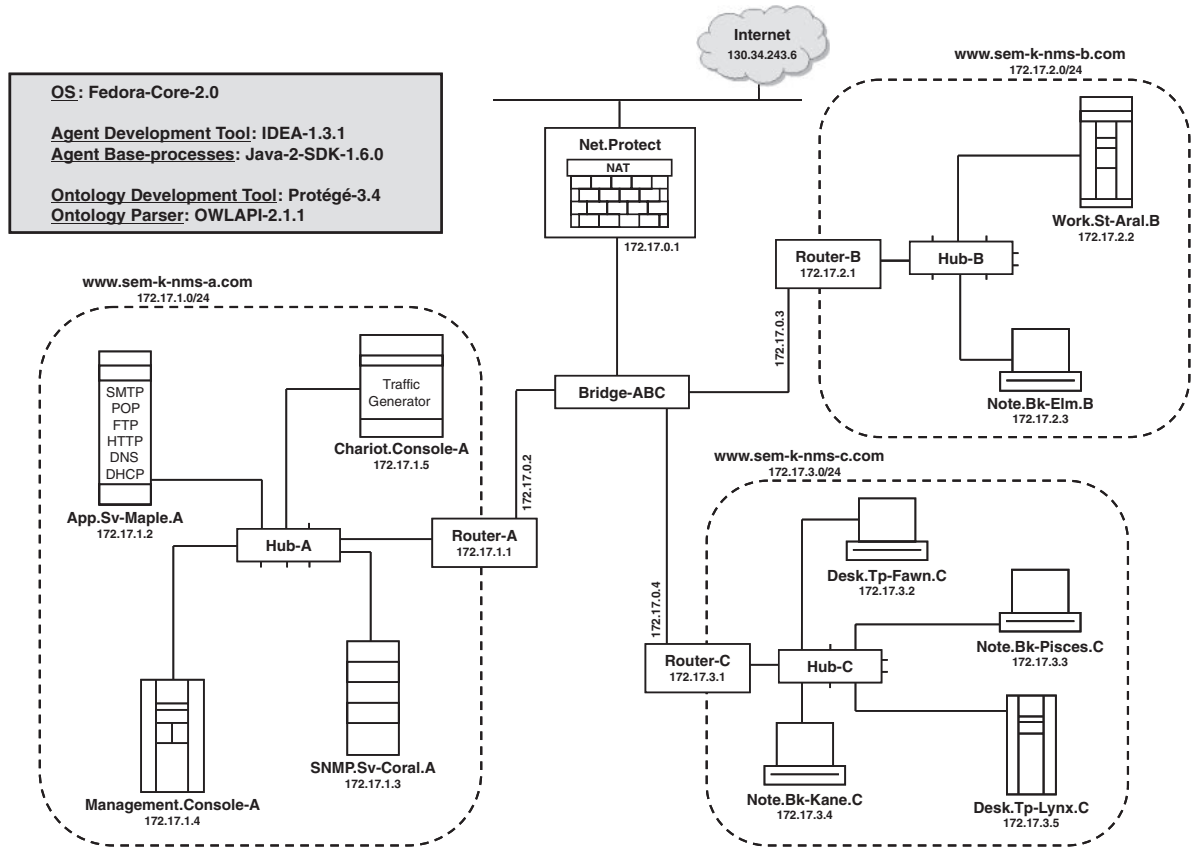 Internet
130.34.243.6
www.sem-k-nms-b.com
172.17.2.0/24
OS: Fedora-Core-2.0
Agent Development Tool: IDEA-1.3.1
Agent Base-processes: Java-2-SDK-1.6.0
Ontology Development Tool: Protégé-3.4
Ontology Parser: OWLAPI-2.1.1
Net.Protect
NAT
172.17.0.1
Work.St-Aral.B
172.17.2.2
Router-B
172.17.2.1
Hub-B
172.17.0.3
Note.Bk-Elm.B
172.17.2.3
www.sem-k-nms-a.com
172.17.1.0/24
SMTP
POP
FTP
HTTP
DNS
DHCP
App.Sv-Maple.A
172.17.1.2
Traffic
Generator
Chariot.Console-A
172.17.1.5
Bridge-ABC
172.17.0.2
Hub-A
Router-A
172.17.1.1
SNMP.Sv-Coral.A
172.17.1.3
Management.Console-A
172.17.1.4
www.sem-k-nms-c.com
172.17.3.0/24
172.17.0.4
Desk.Tp-Fawn.C
172.17.3.2
Note.Bk-Pisces.C
172.17.3.3
Router-C
172.17.3.1
Hub-C
Note.Bk-Kane.C
172.17.3.4
Desk.Tp-Lynx.C
172.17.3.5